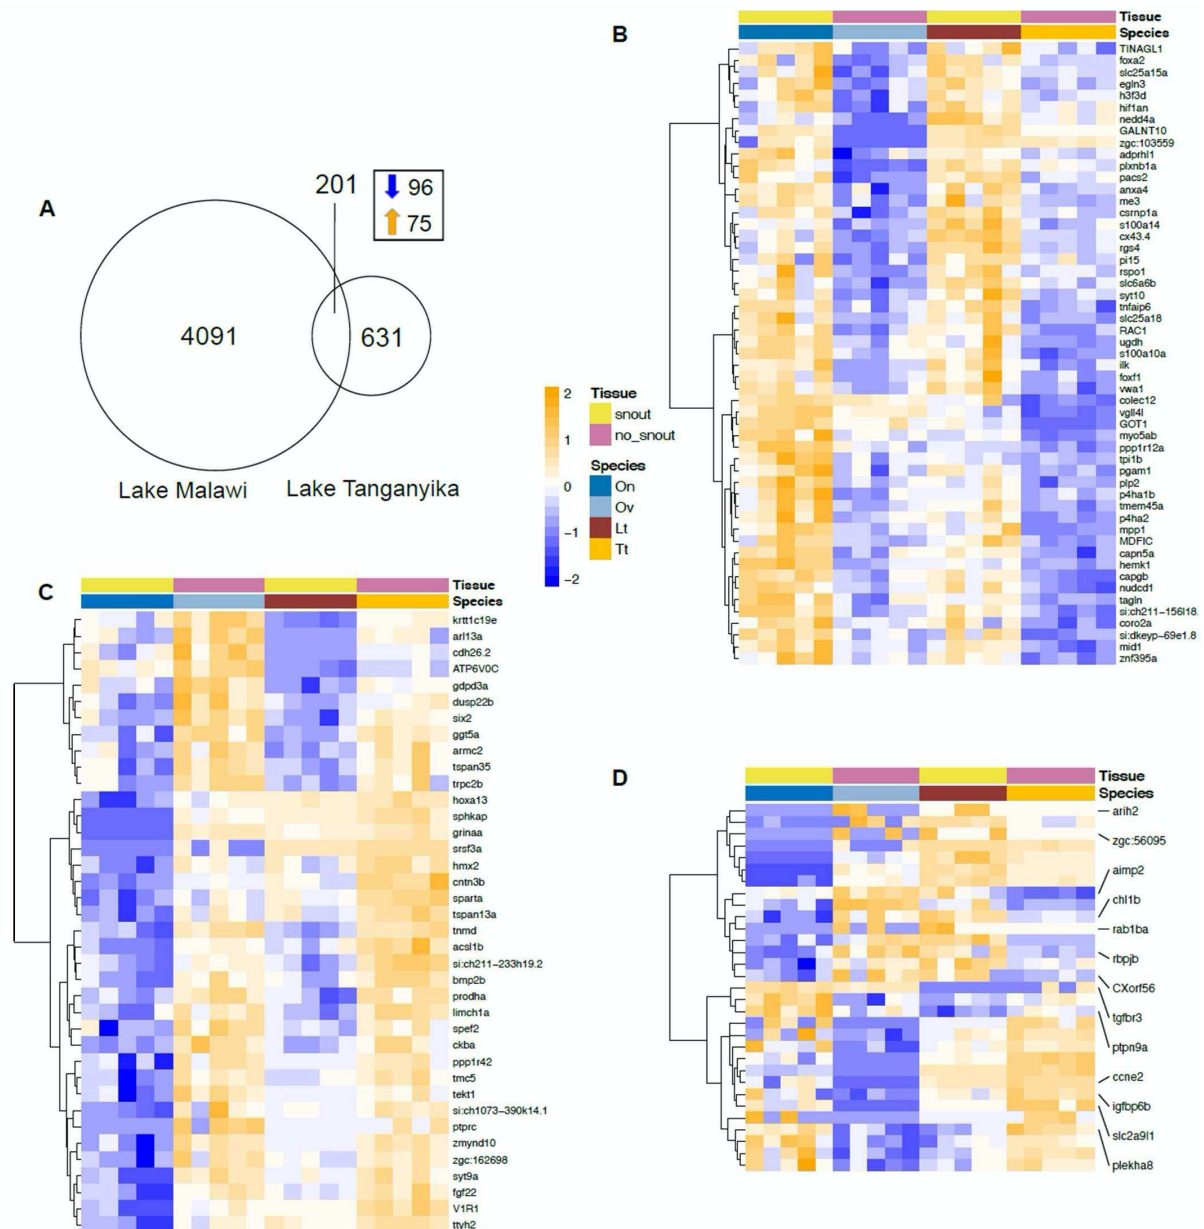 A
201
96
75
4091
631
Lake Malawi
Lake Tanganyika
B
Tissue
Species
TINAGL1
foxa2
slc25a15a
egln3
h3f3d
hif1an
nedd4a
GALNT10
zgc:103559
adprhl1
plxnb1a
pacs2
anxa4
me3
csrnp1a
s100a14
cx43.4
rgs4
pi15
rspo1
slc6a6b
syt10
tnfaip6
slc25a18
RAC1
ugdh
s100a10a
ilk
foxf1
vwa1
colec12
vgll4l
GOT1
myo5ab
ppp1r12a
tpi1b
pgam1
plp2
p4ha1b
tmem45a
p4ha2
mpp1
MDFIC
capn5a
hemk1
capgb
nudcd1
tagln
si:ch211-156l18.
coro2a
si:dkeyp-69e1.8
mid1
znf395a
2
1
0
-1
-2
Tissue
snout
no_snout
Species
On
Ov
Lt
Tt
C
Tissue
Species
krtt1c19e
arl13a
cdh26.2
ATP6V0C
gdpd3a
dusp22b
six2
ggt5a
armc2
tspan35
trpc2b
hoxa13
sphkap
grinaa
srsf3a
hmx2
cntn3b
sparta
tspan13a
tnmd
acsl1b
si:ch211-233h19.2
bmp2b
prodha
limch1a
spef2
ckba
ppp1r42
tmc5
tekt1
si:ch1073-390k14.1
ptprc
zmynd10
zgc:162698
syt9a
fgf22
V1R1
ttyh2
D
Tissue
Species
arih2
zgc:56095
aimp2
chl1b
rab1ba
rbpjb
CXorf56
tgfbr3
ptpn9a
ccne2
igfbp6b
slc2a9l1
plekha8